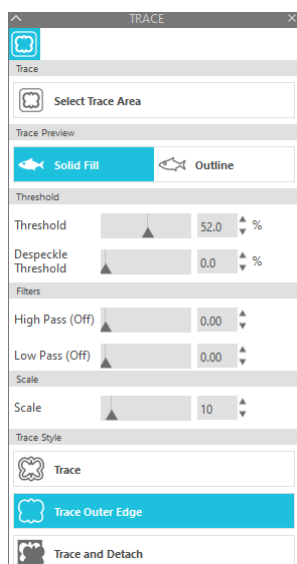 TRACE
Trace
Select Trace Area
Trace Preview
Solid Fill Outline
Threshold
Threshold 52.0 %
Despeckle
Threshold 0.0 %
Filters
High Pass (Off) 0.00
Low Pass (Off) 0.00
Scale
Scale 10
Trace Style
Trace
Trace Outer Edge
Trace and Detach